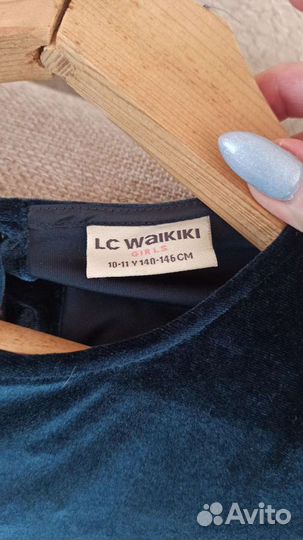 LC WAIKIKI
GIRLS
10-11 Y 140-146 CM
Avito